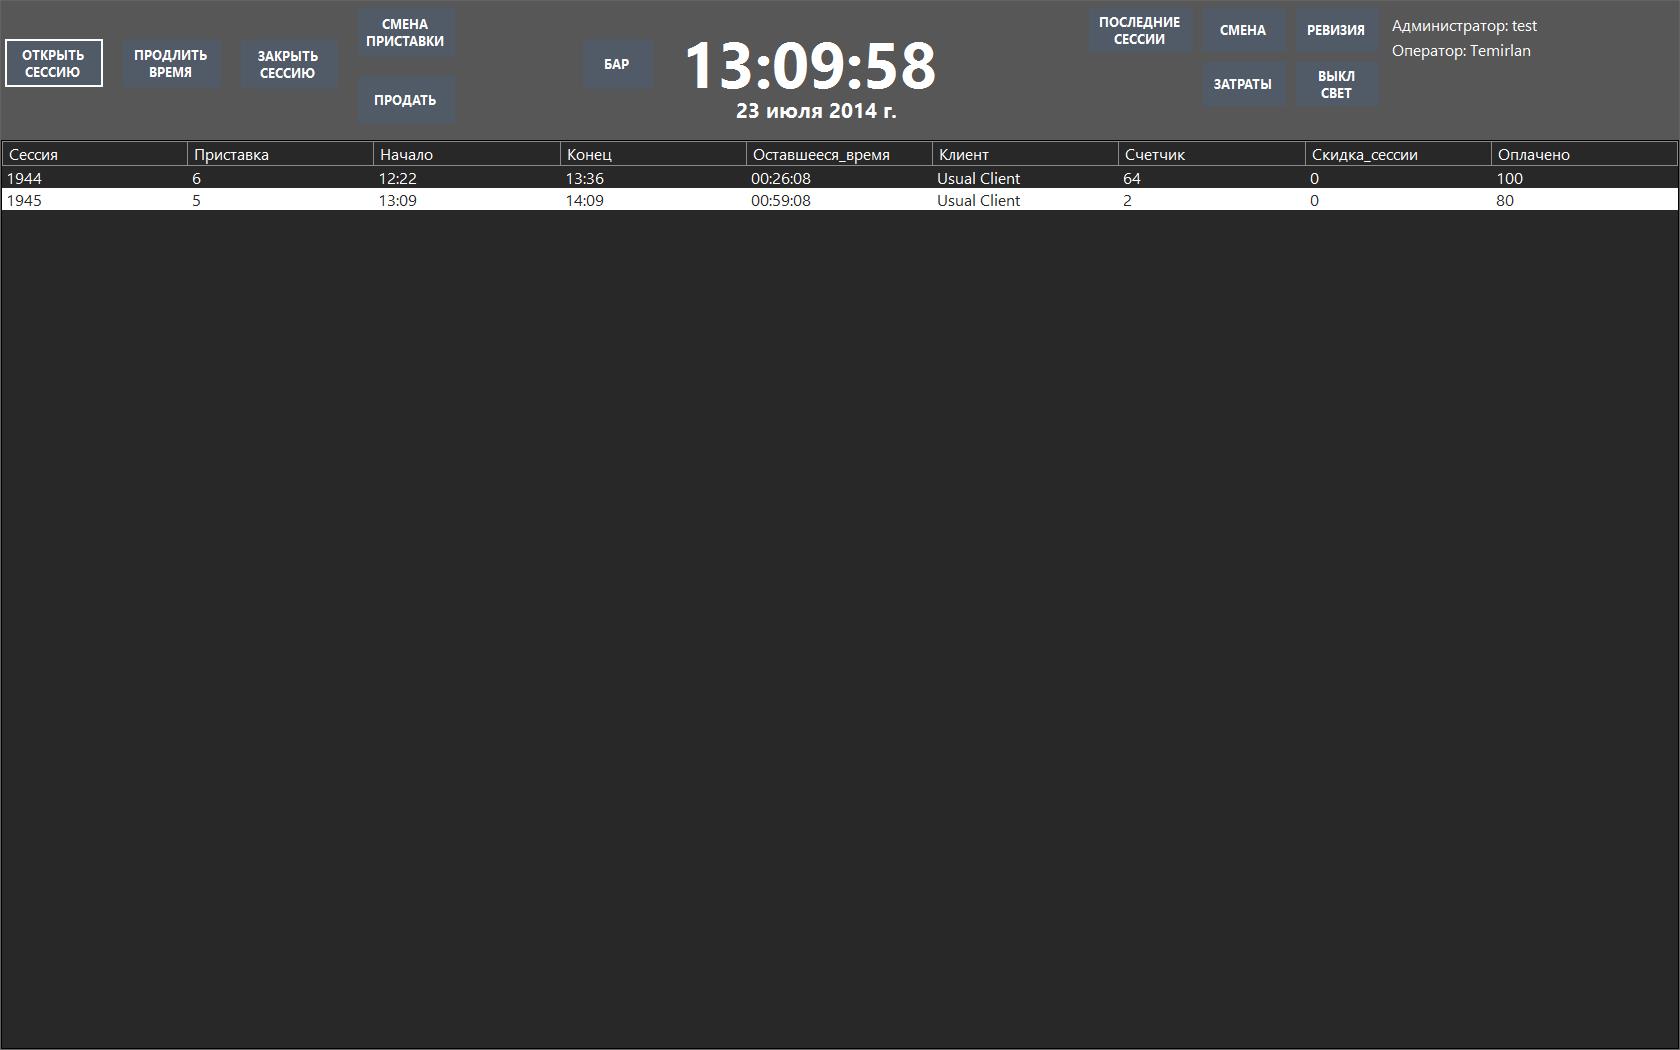 ОТКРЫТЬ
СЕССИЮ
ПРОДЛИТЬ
ВРЕМЯ
ЗАКРЫТЬ
СЕССИЮ
СМЕНА
ПРИСТАВКИ
ПРОДАТЬ
БАР
13:09:58
23 июля 2014 г.
ПОСЛЕДНИЕ
СЕССИИ
СМЕНА
РЕВИЗИЯ
ЗАТРАТЫ
ВЫКЛ
СВЕТ
Администратор: test
Оператор: Temirlan
Сессия Приставка Начало Конец Оставшееся_время Клиент Счетчик Скидка_сессии Оплачено
1944 6 12:22 13:36 00:26:08 Usual Client 64 0 100
1945 5 13:09 14:09 00:59:08 Usual Client 2 0 80